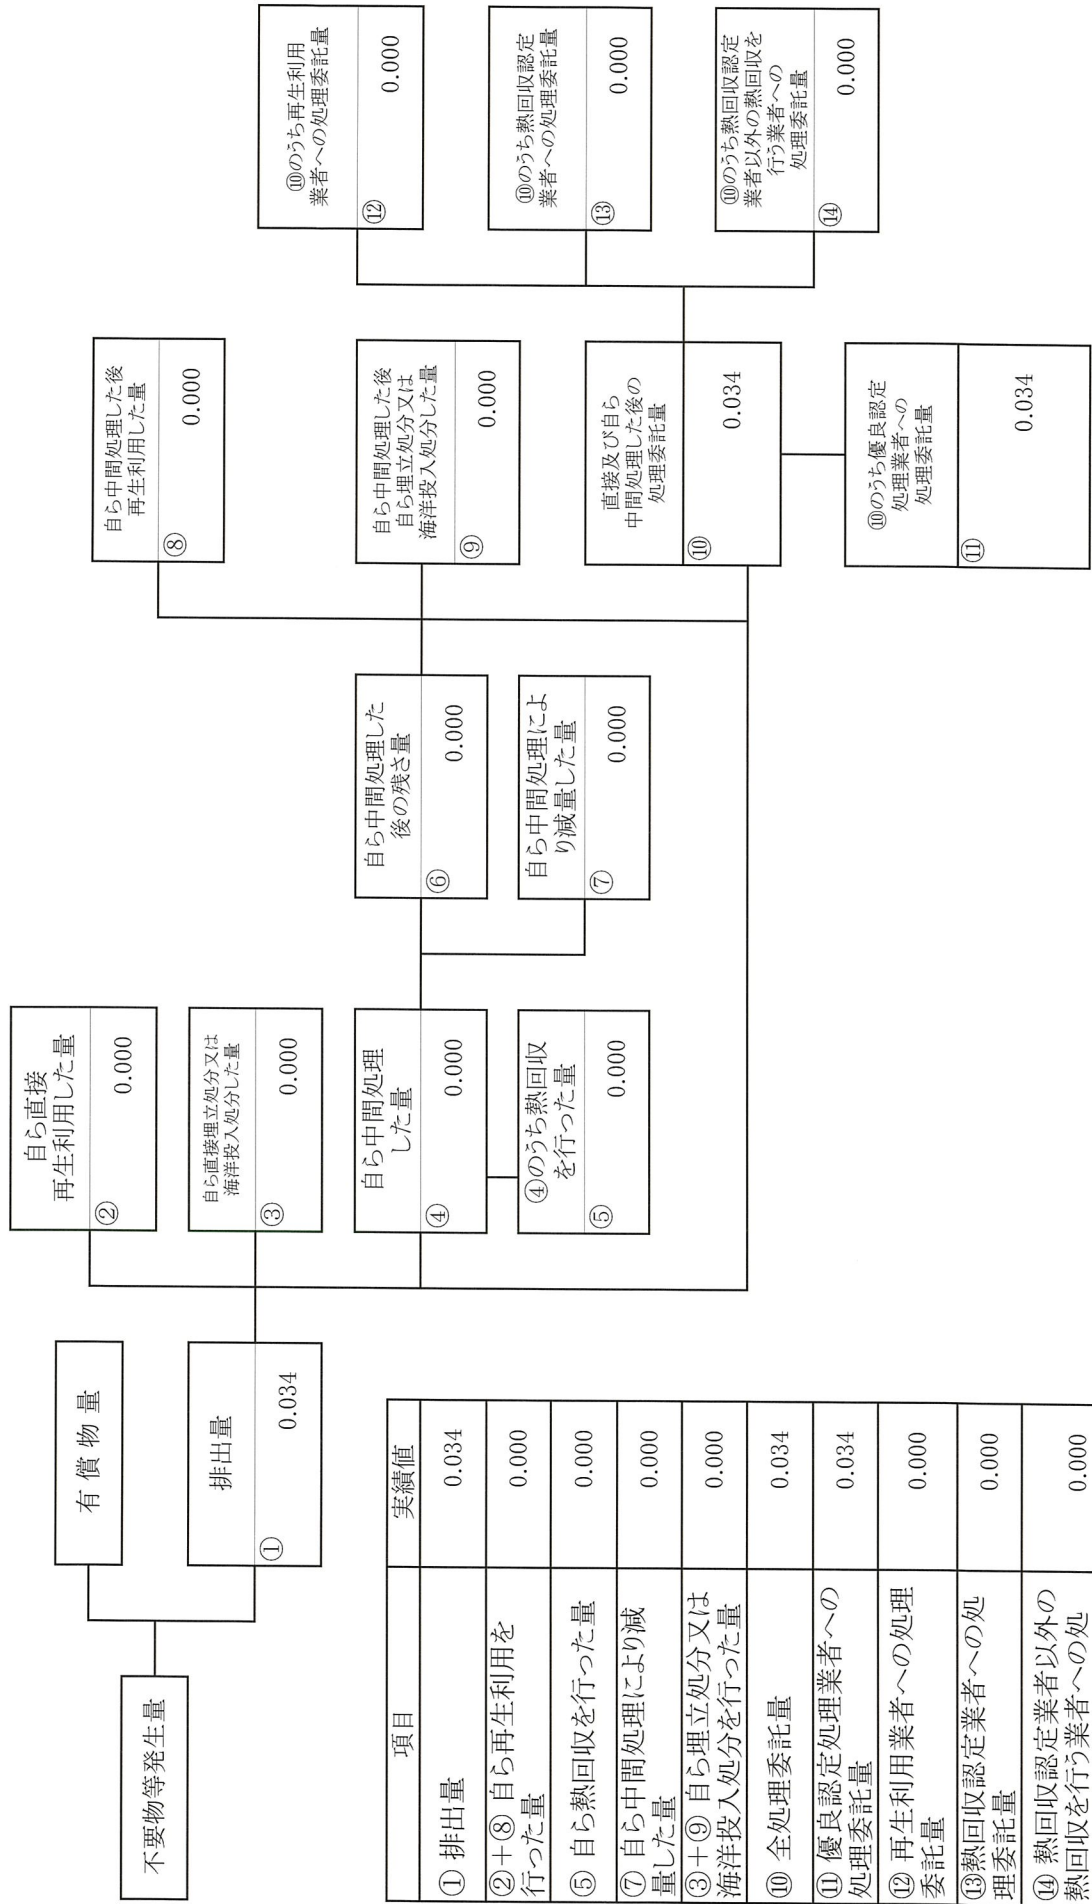 不要物等発生量
有償物量
排出量
①
0.034
自ら直接
再生利用した量
②
0.000
自ら直接埋立処分又は
海洋投入処分した量
③
0.000
自ら中間処理
した量
④
0.000
④のうち熱回収
を行った量
⑤
0.000
自ら中間処理した
後の残さ量
⑥
0.000
自ら中間処理によ
り減量した量
⑦
0.000
自ら中間処理した後
再生利用した量
⑧
0.000
自ら中間処理した後
自ら埋立処分又は
海洋投入処分した量
⑨
0.000
直接及び自ら
中間処理した後の
処理委託量
⑩
0.034
⑩のうち優良認定
処理業者への
処理委託量
⑪
0.034
⑩のうち再生利用
業者への処理委託量
⑫
0.000
⑩のうち熱回収認定
業者への処理委託量
⑬
0.000
⑩のうち熱回収認定
業者以外の熱回収を
行う業者への
処理委託量
⑭
0.000
項目 実績値
① 排出量 0.034
②+⑧ 自ら再生利用を
行った量 0.000
⑤ 自ら熱回収を行った量 0.000
⑦ 自ら中間処理により減
量した量 0.000
③+⑨ 自ら埋立処分又は
海洋投入処分を行った量 0.000
⑩ 全処理委託量 0.034
⑪ 優良認定処理業者への
処理委託量 0.034
⑫ 再生利用業者への処理
委託量 0.000
⑬熱回収認定業者への処
理委託量 0.000
⑭ 熱回収認定業者以外の
熱回収を行う業者への処 0.000